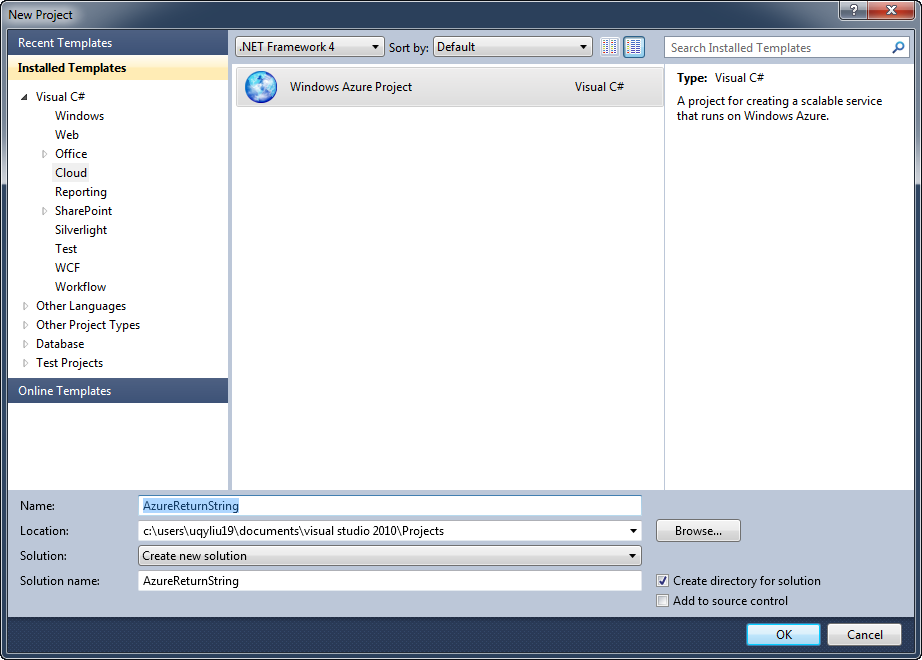 New Project
?
Recent Templates
Installed Templates
Visual C#
Windows
Web
Office
Cloud
Reporting
SharePoint
Silverlight
Test
WCF
Workflow
Other Languages
Other Project Types
Database
Test Projects
Online Templates
.NET Framework 4 Sort by: Default
Windows Azure Project Visual C#
Search Installed Templates
Type: Visual C#
A project for creating a scalable service
that runs on Windows Azure.
Name: AzureReturnString
Location: c:\users\uqyliu19\documents\visual studio 2010\Projects Browse...
Solution: Create new solution
Solution name: AzureReturnString
Create directory for solution
Add to source control
OK Cancel